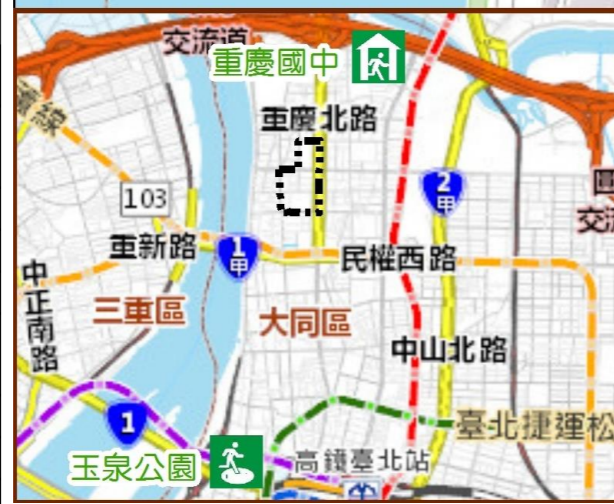 交流道
重慶國中
重慶北路
103
2
甲
交流
重新路
1
甲
民權西路
中正南路
三重區
大同區
中山北路
1
臺北捷運松
玉泉公園
高鐵臺北站